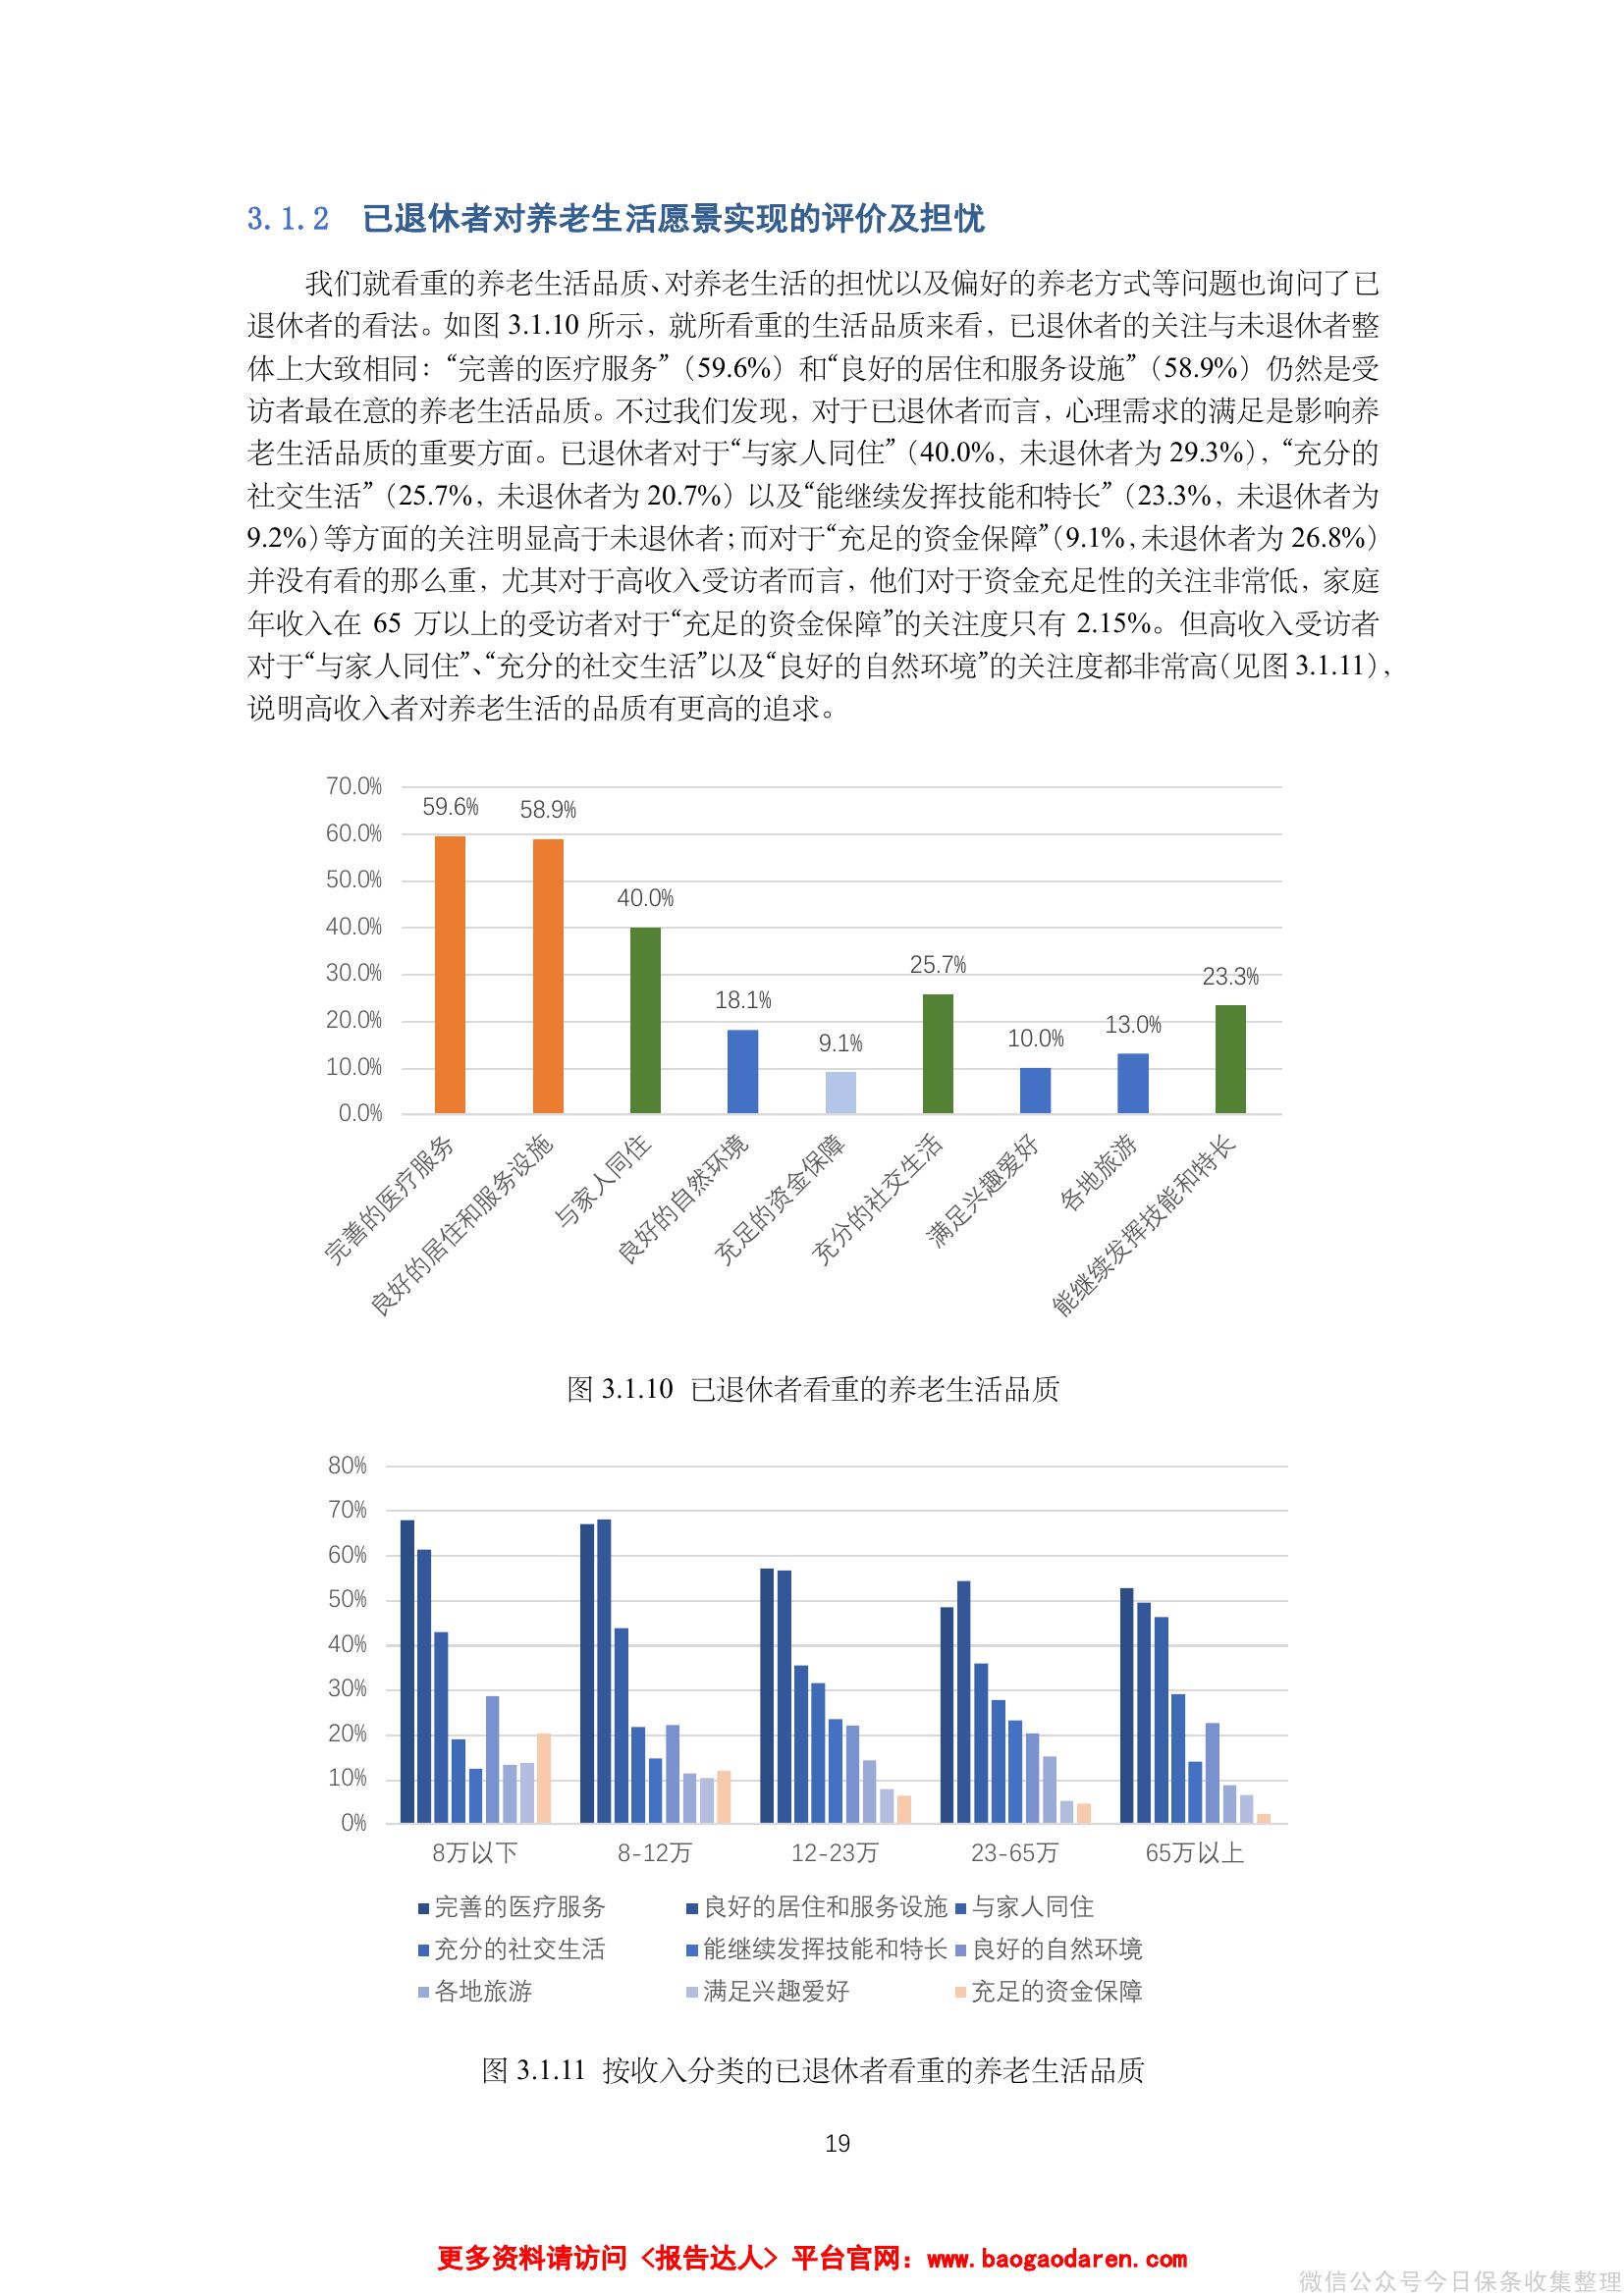 3.1.2 已退休者对养老生活愿景实现的评价及担忧
我们就看重的养老生活品质、对养老生活的担忧以及偏好的养老方式等问题也询问了已
退休者的看法。如图 3.1.10 所示，就所看重的生活品质来看，已退休者的关注与未退休者整
体上大致相同：“完善的医疗服务”（59.6%）和“良好的居住和服务设施”（58.9%）仍然是受
访者最在意的养老生活品质。不过我们发现，对于已退休者而言，心理需求的满足是影响养
老生活品质的重要方面。已退休者对于“与家人同住”（40.0%，未退休者为 29.3%），“充分的
社交生活”（25.7%，未退休者为 20.7%）以及“能继续发挥技能和特长”（23.3%，未退休者为
9.2%）等方面的关注明显高于未退休者；而对于“充足的资金保障”（9.1%，未退休者为 26.8%）
并没有看的那么重，尤其对于高收入受访者而言，他们对于资金充足性的关注非常低，家庭
年收入在 65 万以上的受访者对于“充足的资金保障”的关注度只有 2.15%。但高收入受访者
对于“与家人同住”、“充分的社交生活”以及“良好的自然环境”的关注度都非常高（见图 3.1.11），
说明高收入者对养老生活的品质有更高的追求。
70.0%
60.0%
50.0%
40.0%
30.0%
20.0%
10.0%
0.0%
59.6%
58.9%
40.0%
18.1%
9.1%
25.7%
10.0%
13.0%
23.3%
完善的医疗服务
良好的居住和服务设施
与家人同住
良好的自然环境
充足的资金保障
充分的社交生活
满足兴趣爱好
各地旅游
能继续发挥技能和特长
图 3.1.10 已退休者看重的养老生活品质
80%
70%
60%
50%
40%
30%
20%
10%
0%
8万以下 8-12万 12-23万 23-65万 65万以上
完善的医疗服务 良好的居住和服务设施 与家人同住
充分的社交生活 能继续发挥技能和特长 良好的自然环境
各地旅游 满足兴趣爱好 充足的资金保障
图 3.1.11 按收入分类的已退休者看重的养老生活品质
19
更多资料请访问《报告达人》平台官网：www.baogaodaren.com
微信公众号今日保条收集整理